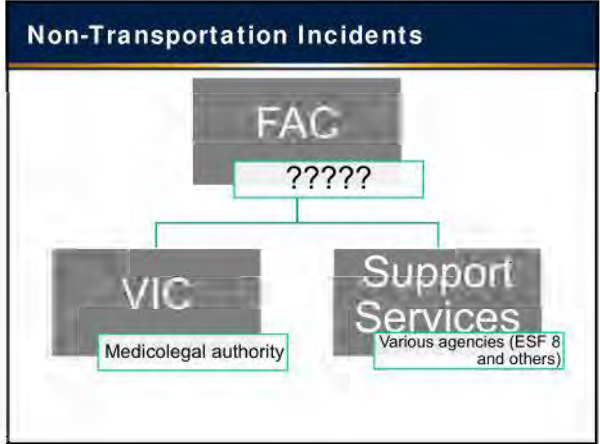 Non-Transportation Incidents
FAC
?????
VIC
Medicolegal authority
Support
Services
Various agencies (ESF 8
and others)